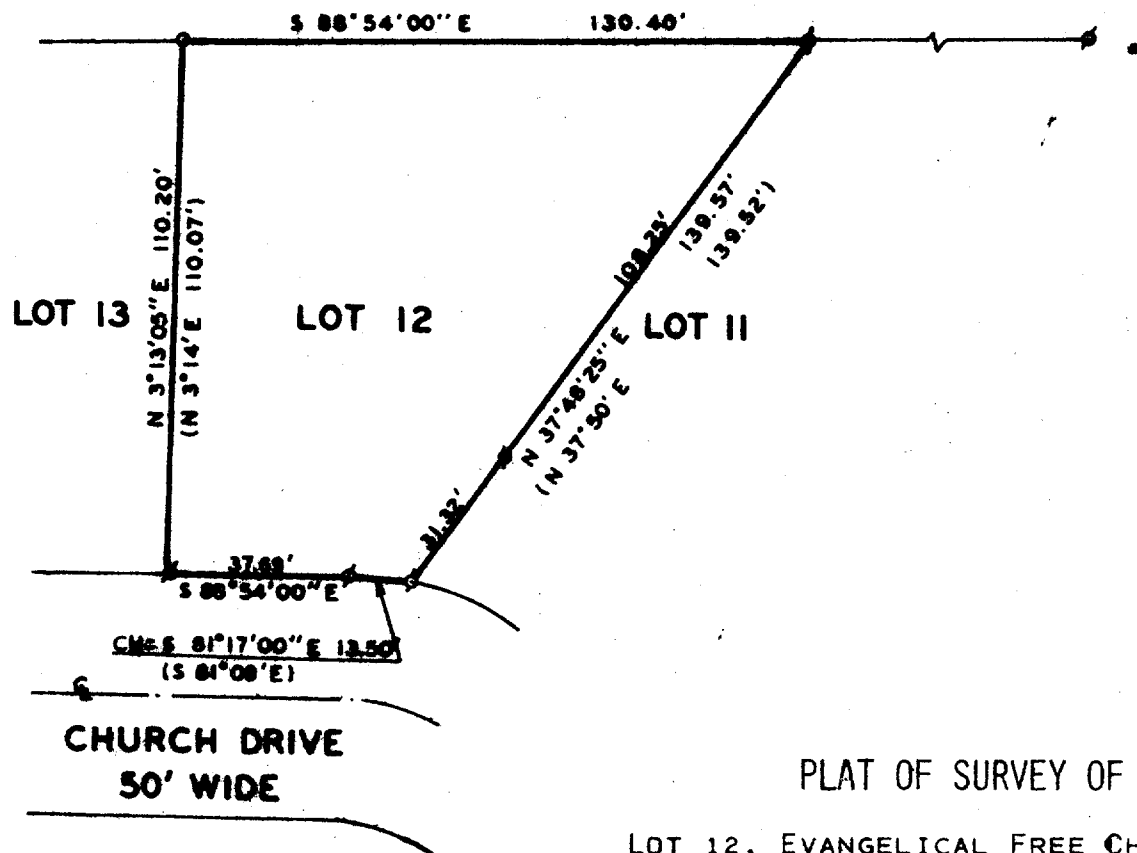 S 88°54'00" E 130.40'
N 3°13'05" E 110.20'
(N 3°14' E 110.07')
139.57'
139.52')
108.25'
LOT 13
LOT 12
LOT 11
N 37°48'25" E
(N 37°50' E
31.32'
37.69'
S 88°54'00" E
CH= S 81°17'00" E 13.50'
(S 81°08' E)
℄
CHURCH DRIVE
50' WIDE
PLAT OF SURVEY OF
LOT 12, EVANGELICAL FREE CH